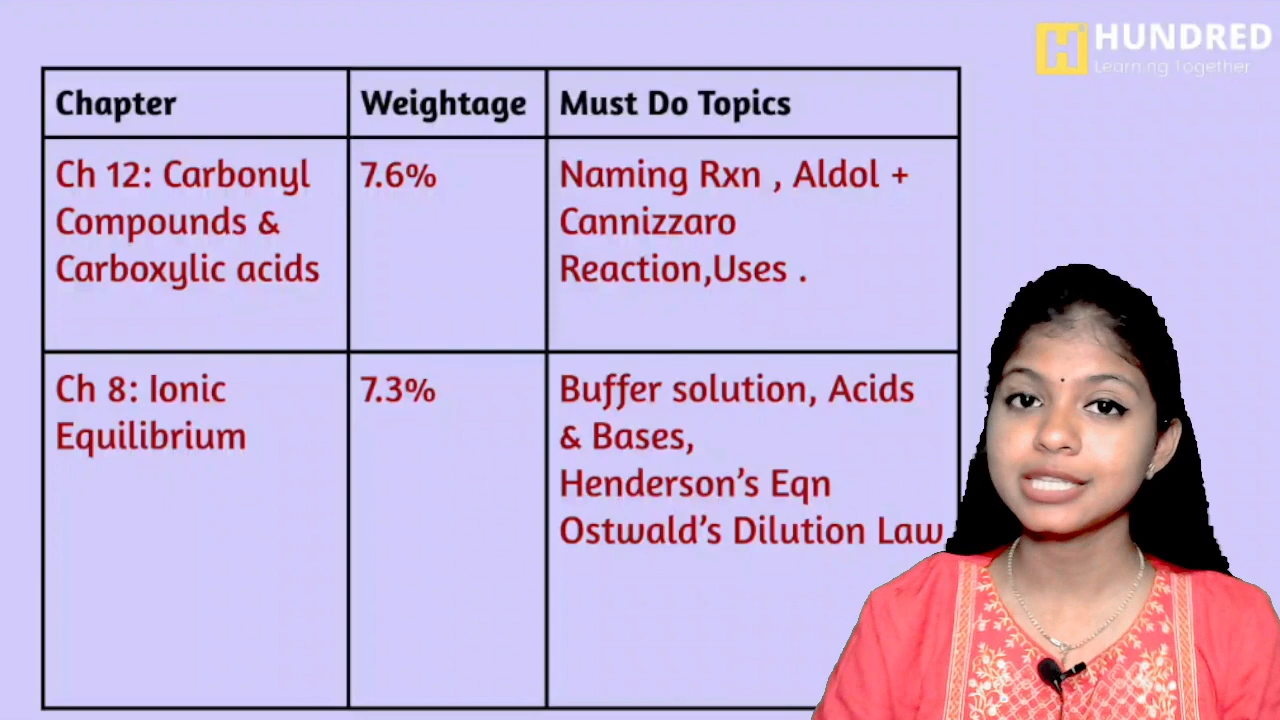 HUNDRED
Learning Together
Chapter
Weightage
Must Do Topics
Ch 12: Carbonyl
Compounds &
Carboxylic acids
7.6%
Naming Rxn , Aldol +
Cannizzaro
Reaction,Uses .
Ch 8: Ionic
Equilibrium
7.3%
Buffer solution, Acids
& Bases,
Henderson’s Eqn
Ostwald’s Dilution Law